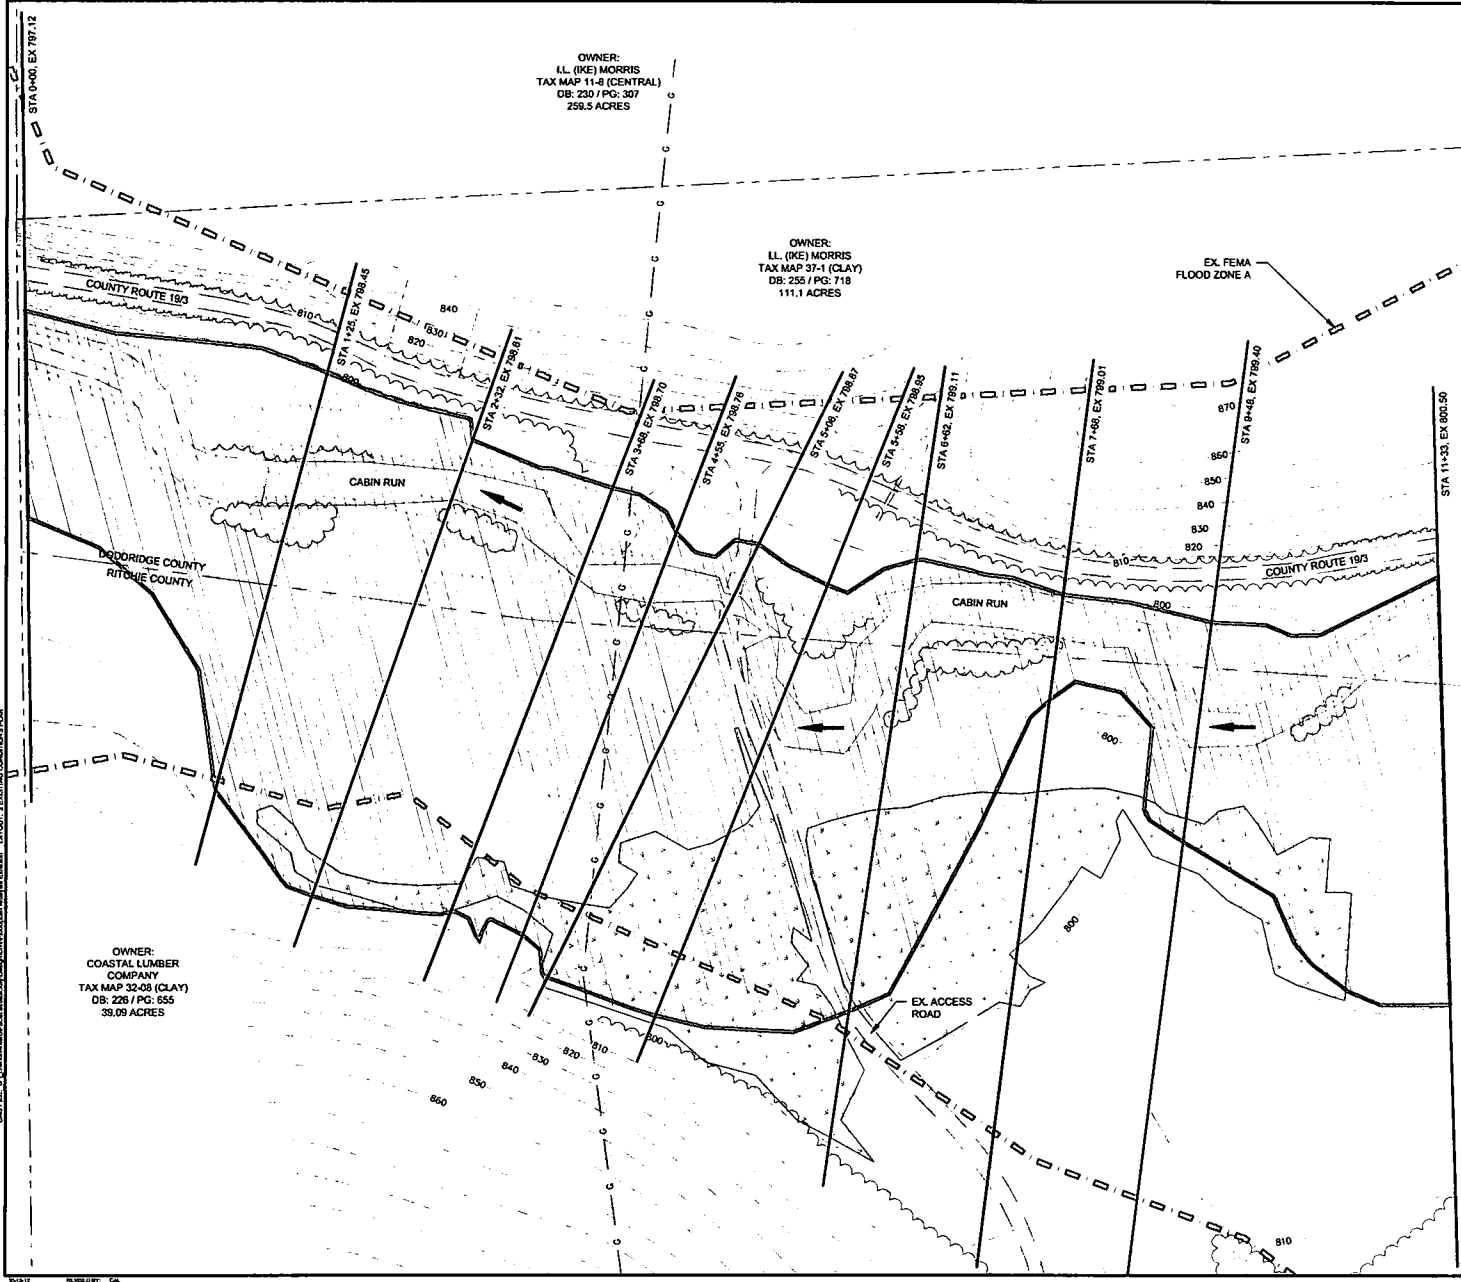 STA 0+00, EX 797.12
OWNER:
I.L. (IKE) MORRIS
TAX MAP 11-8 (CENTRAL)
DB: 230 / PG: 307
259.5 ACRES
G
OWNER:
I.L. (IKE) MORRIS
TAX MAP 37-1 (CLAY)
DB: 255 / PG: 718
111.1 ACRES
EX. FEMA
FLOOD ZONE A
COUNTY ROUTE 19/3
810
STA 1+25, EX 798.45
840
830
820
800
STA 2+32, EX 798.61
STA 3+68, EX 798.70
STA 4+55, EX 798.76
STA 5+08, EX 798.87
STA 5+58, EX 798.95
STA 6+62, EX 799.11
STA 7+68, EX 799.01
STA 9+48, EX 799.40
STA 11+33, EX 800.50
870
860
850
840
830
820
810
COUNTY ROUTE 19/3
CABIN RUN
DODDRIDGE COUNTY
RITCHIE COUNTY
CABIN RUN
800
800
800
OWNER:
COASTAL LUMBER
COMPANY
TAX MAP 32-08 (CLAY)
DB: 226 / PG: 655
39.09 ACRES
EX. ACCESS
ROAD
800
810
820
830
840
850
860
810